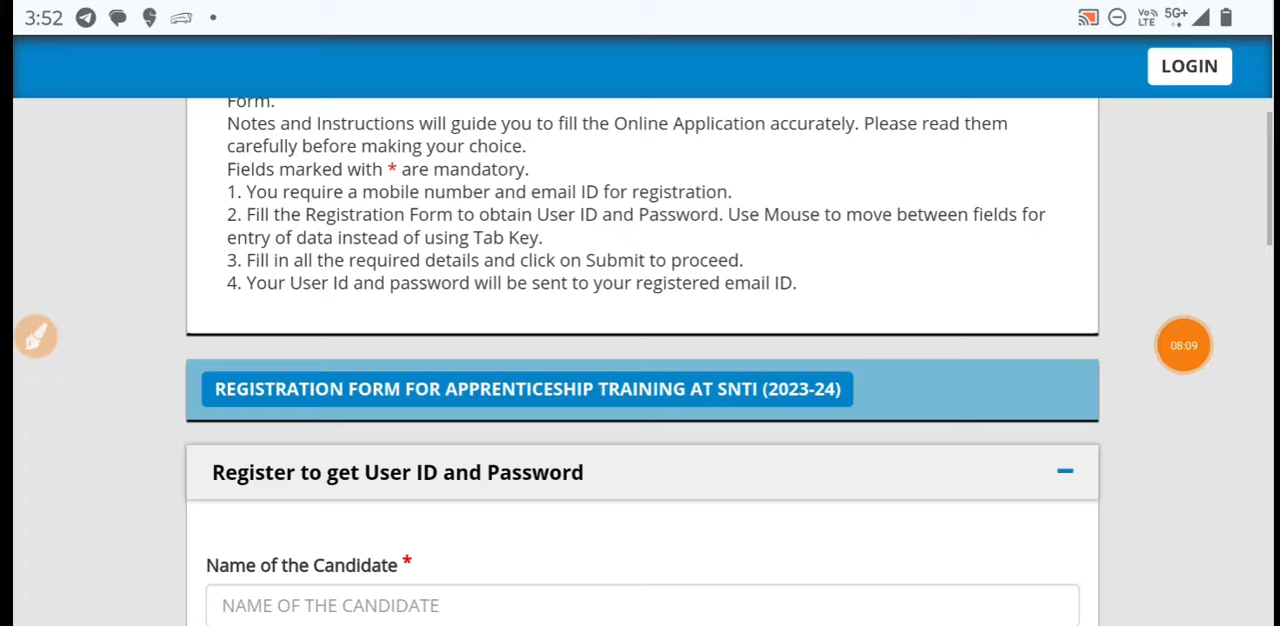 3:52
Vo)) LTE 5G+
LOGIN
Form.
Notes and Instructions will guide you to fill the Online Application accurately. Please read them
carefully before making your choice.
Fields marked with * are mandatory.
1. You require a mobile number and email ID for registration.
2. Fill the Registration Form to obtain User ID and Password. Use Mouse to move between fields for
entry of data instead of using Tab Key.
3. Fill in all the required details and click on Submit to proceed.
4. Your User Id and password will be sent to your registered email ID.
08:09
REGISTRATION FORM FOR APPRENTICESHIP TRAINING AT SNTI (2023-24)
Register to get User ID and Password
Name of the Candidate *
NAME OF THE CANDIDATE